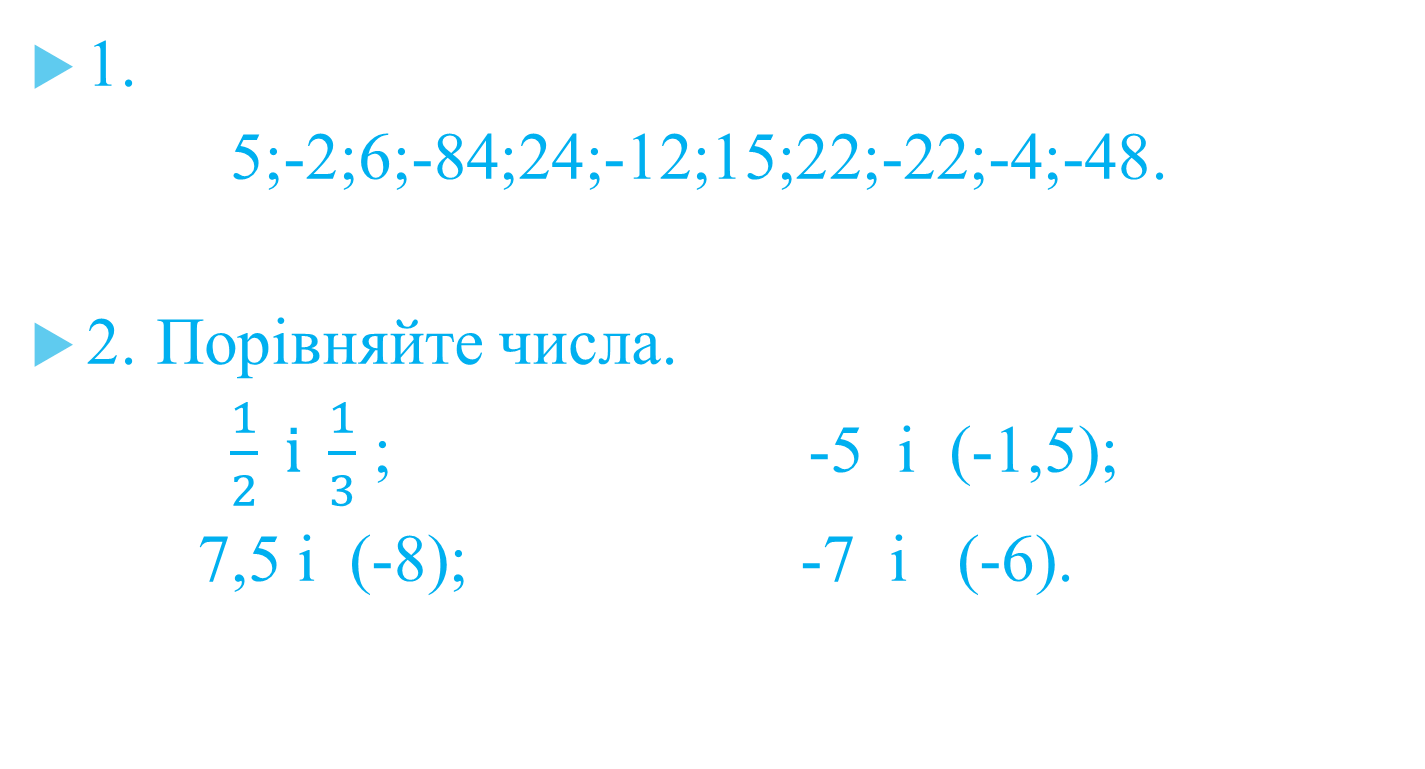 1.
5;-2;6;-84;24;-12;15;22;-22;-4;-48.
2. Порівняйте числа.
1/2 і 1/3 ; -5 і (-1,5);
7,5 і (-8); -7 і (-6).